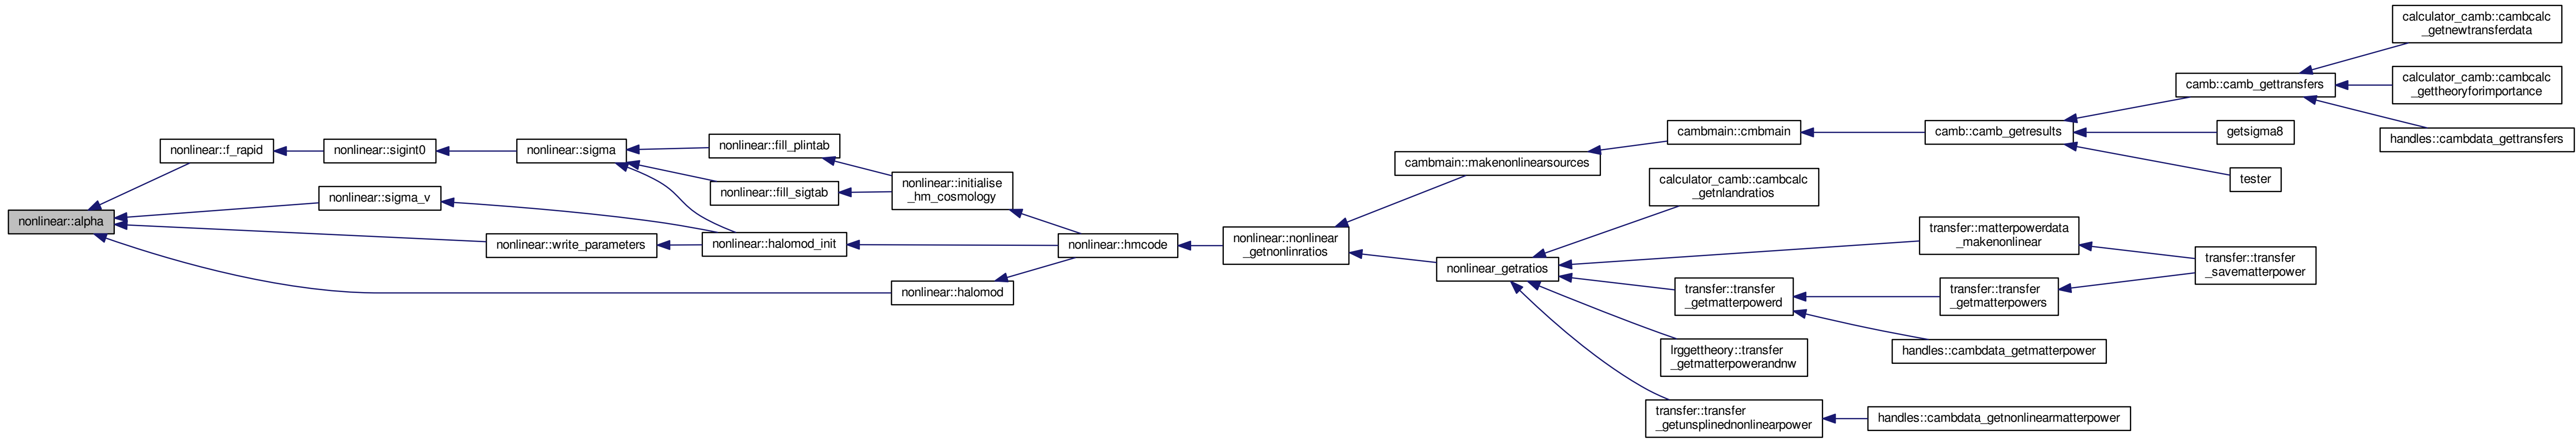 nonlinear::alpha
nonlinear::f_rapid
nonlinear::sigma_v
nonlinear::write_parameters
nonlinear::sigint0
nonlinear::sigma
nonlinear::fill_plintab
nonlinear::fill_sigtab
nonlinear::halomod_init
nonlinear::initialise
_hm_cosmology
nonlinear::halomod
nonlinear::hmcode
nonlinear::nonlinear
_getnonlinratios
cambmain::makenonlinearsources
nonlinear_getratios
cambmain::cmbmain
calculator_camb::cambcalc
_getnlandratios
transfer::transfer
_getmatterpowerd
lrggettheory::transfer
_getmatterpowerandnw
transfer::transfer
_getunsplinednonlinearpower
camb::camb_getresults
transfer::matterpowerdata
_makenonlinear
transfer::transfer
_getmatterpowers
handles::cambdata_getmatterpower
handles::cambdata_getnonlinearmatterpower
camb::camb_gettransfers
getsigma8
tester
transfer::transfer
_savematterpower
calculator_camb::cambcalc
_getnewtransferdata
calculator_camb::cambcalc
_gettheoryforimportance
handles::cambdata_gettransfers